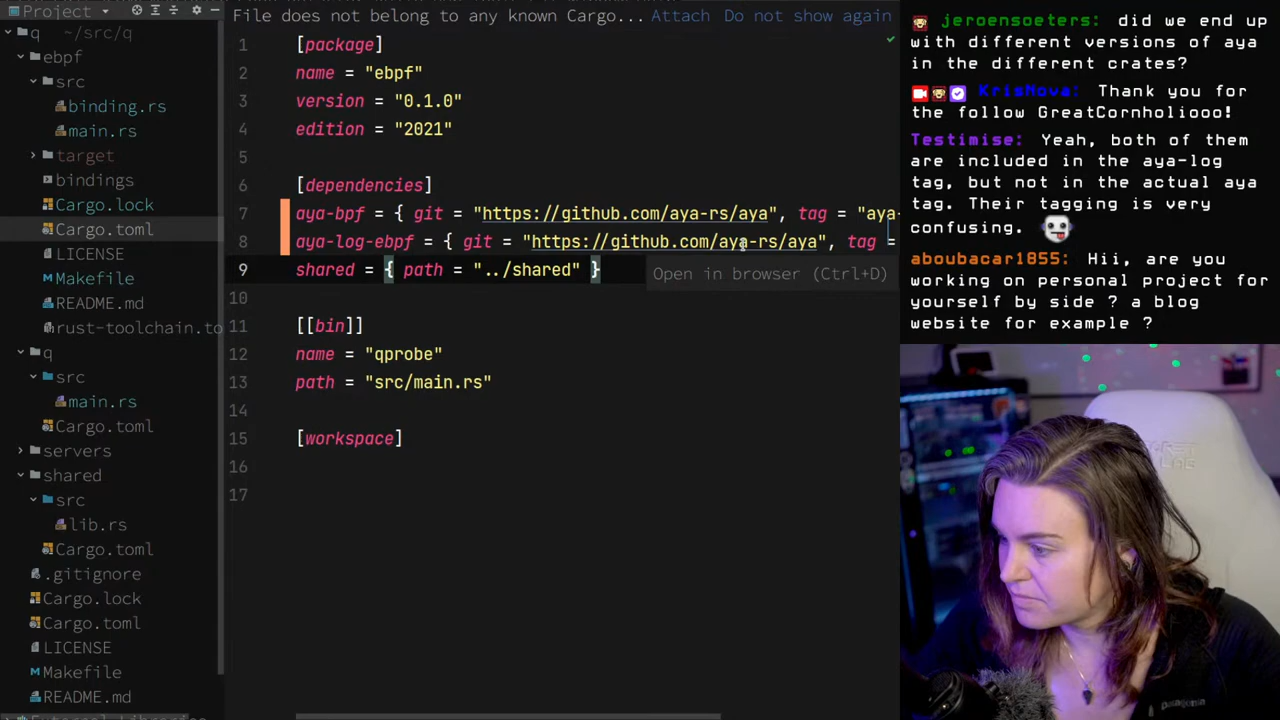 Project
File does not belong to any known Cargo... Attach Do not show again
q ~/src/q
ebpf
src
binding.rs
main.rs
target
bindings
Cargo.lock
Cargo.toml
LICENSE
Makefile
README.md
rust-toolchain.to
q
src
main.rs
Cargo.toml
servers
shared
src
lib.rs
Cargo.toml
.gitignore
Cargo.lock
Cargo.toml
LICENSE
Makefile
README.md
External Libraries
1 [package]
2 name = "ebpf"
3 version = "0.1.0"
4 edition = "2021"
5
6 [dependencies]
7 aya-bpf = { git = "https://github.com/aya-rs/aya", tag = "aya-
8 aya-log-ebpf = { git = "https://github.com/aya-rs/aya", tag =
9 shared = { path = "../shared" }
Open in browser (Ctrl+D)
10
11 [[bin]]
12 name = "qprobe"
13 path = "src/main.rs"
14
15 [workspace]
16
17
jeroensoeters: did we end up
with different versions of aya
in the different crates?
KrisNova: Thank you for
the follow GreatCornholiooo!
Testimise: Yeah, both of them
are included in the aya-log
tag, but not in the actual aya
tag. Their tagging is very
confusing.
aboubacar1855: Hii, are you
working on personal project for
yourself by side ? a blog
website for example ?